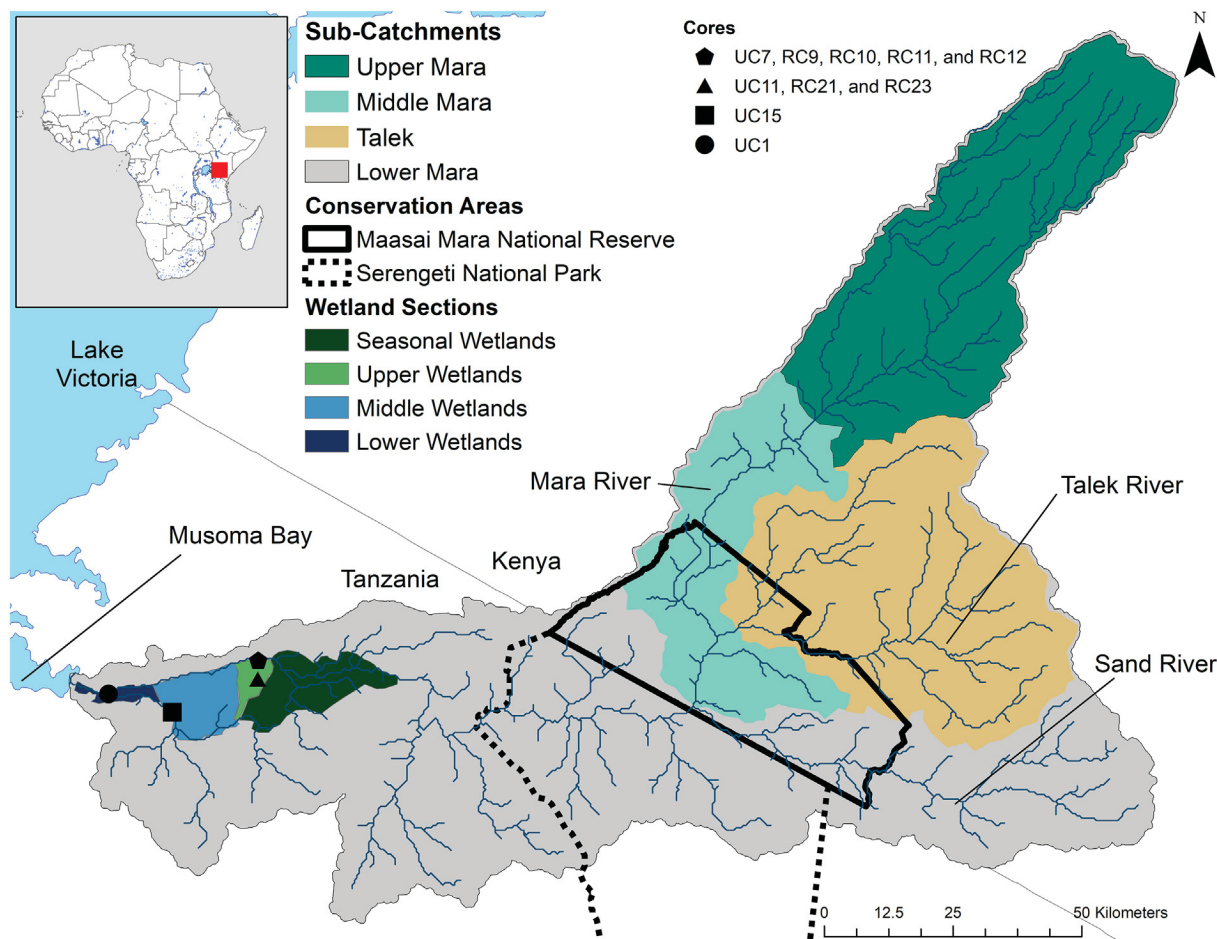 Sub-Catchments
Upper Mara
Middle Mara
Talek
Lower Mara
Conservation Areas
Maasai Mara National Reserve
Serengeti National Park
Wetland Sections
Seasonal Wetlands
Upper Wetlands
Middle Wetlands
Lower Wetlands
Cores
UC7, RC9, RC10, RC11, and RC12
UC11, RC21, and RC23
UC15
UC1
N
Lake
Victoria
Mara River
Talek River
Musoma Bay
Kenya
Tanzania
Sand River
0 12.5 25 50 Kilometers